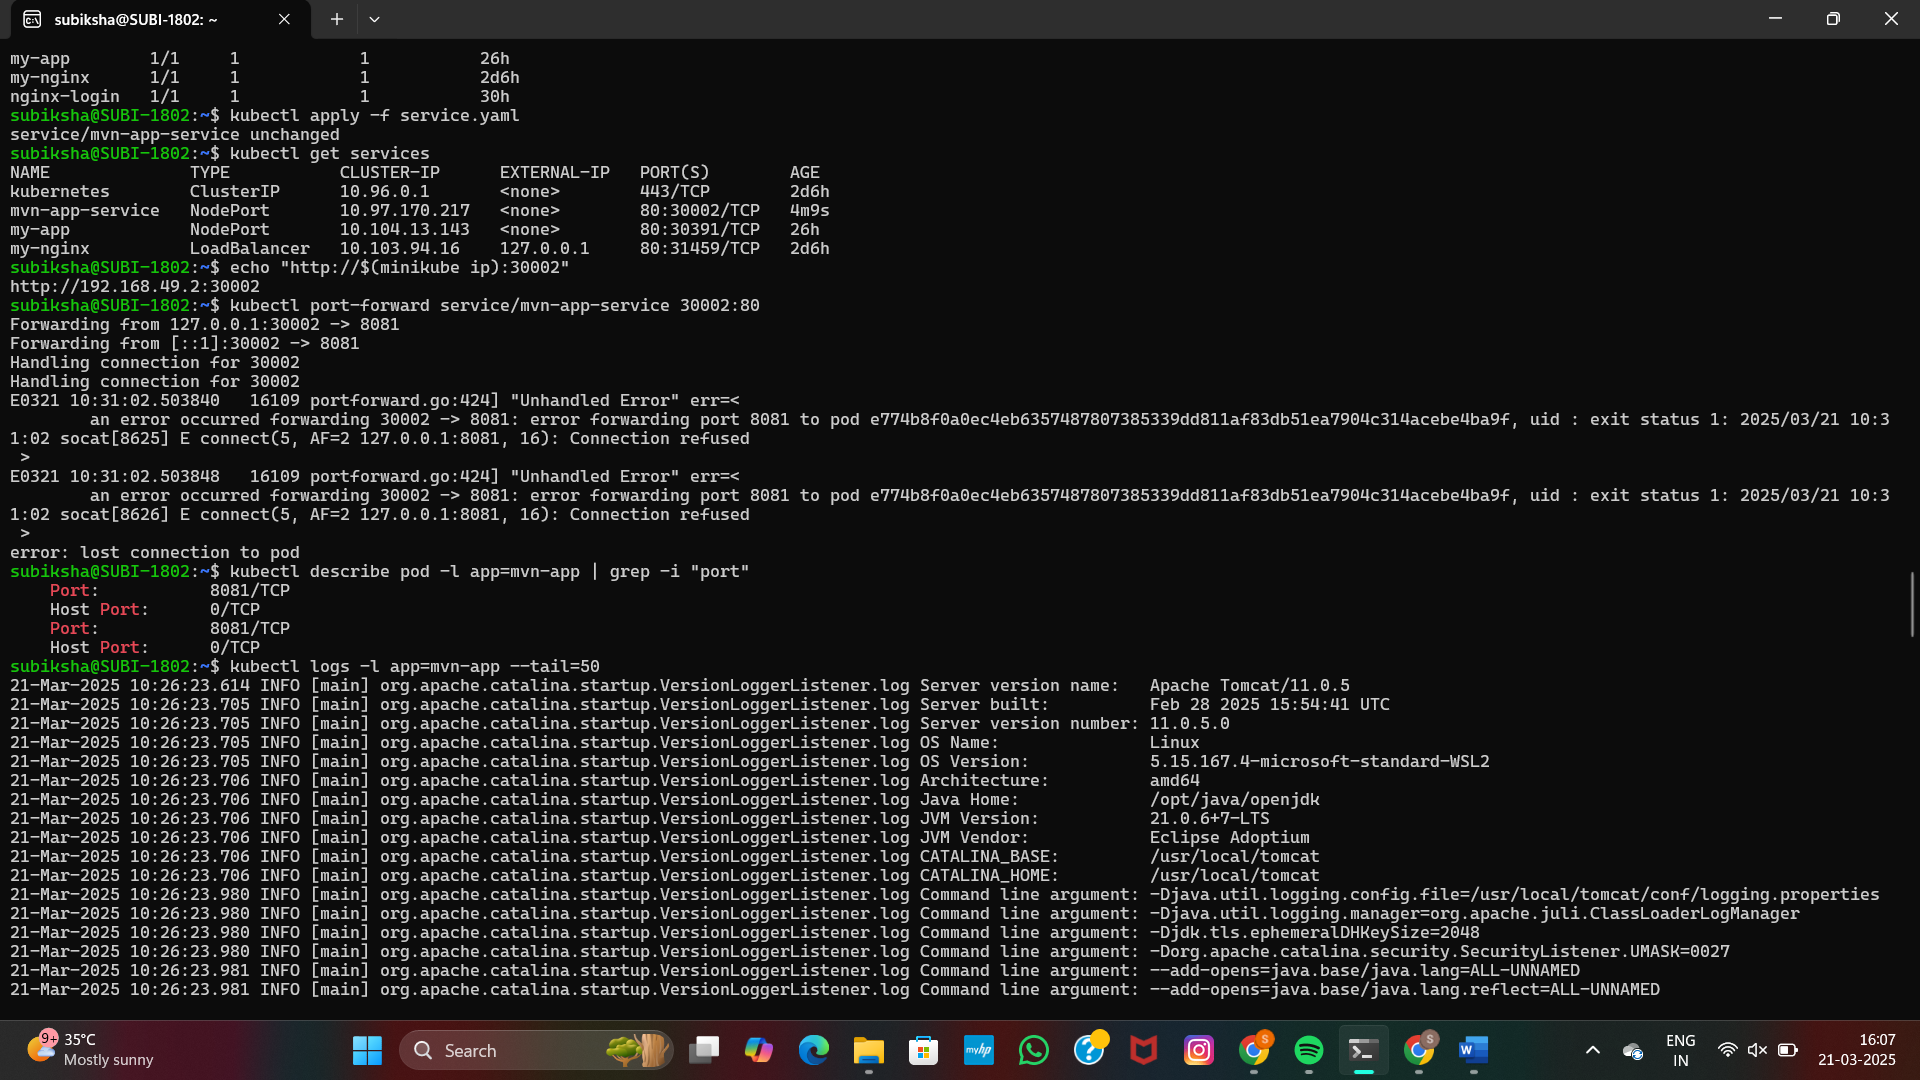 subiksha@SUBI-1802: ~
my-app        1/1     1            1           26h
my-nginx      1/1     1            1           2d6h
nginx-login   1/1     1            1           30h
subiksha@SUBI-1802:~$ kubectl apply -f service.yaml
service/mvn-app-service unchanged
subiksha@SUBI-1802:~$ kubectl get services
NAME              TYPE           CLUSTER-IP      EXTERNAL-IP   PORT(S)        AGE
kubernetes        ClusterIP      10.96.0.1       <none>        443/TCP        2d6h
mvn-app-service   NodePort       10.97.170.217   <none>        80:30002/TCP   4m9s
my-app            NodePort       10.104.13.143   <none>        80:30391/TCP   26h
my-nginx          LoadBalancer   10.103.94.16    127.0.0.1     80:31459/TCP   2d6h
subiksha@SUBI-1802:~$ echo "http://$(minikube ip):30002"
http://192.168.49.2:30002
subiksha@SUBI-1802:~$ kubectl port-forward service/mvn-app-service 30002:80
Forwarding from 127.0.0.1:30002 -> 8081
Forwarding from [::1]:30002 -> 8081
Handling connection for 30002
Handling connection for 30002
E0321 10:31:02.503840   16109 portforward.go:424] "Unhandled Error" err=<
        an error occurred forwarding 30002 -> 8081: error forwarding port 8081 to pod e774b8f0a0ec4eb6357487807385339dd811af83db51ea7904c314acebe4ba9f, uid : exit status 1: 2025/03/21 10:3
1:02 socat[8625] E connect(5, AF=2 127.0.0.1:8081, 16): Connection refused
 >
E0321 10:31:02.503848   16109 portforward.go:424] "Unhandled Error" err=<
        an error occurred forwarding 30002 -> 8081: error forwarding port 8081 to pod e774b8f0a0ec4eb6357487807385339dd811af83db51ea7904c314acebe4ba9f, uid : exit status 1: 2025/03/21 10:3
1:02 socat[8626] E connect(5, AF=2 127.0.0.1:8081, 16): Connection refused
 >
error: lost connection to pod
subiksha@SUBI-1802:~$ kubectl describe pod -l app=mvn-app | grep -i "port"
    Port:           8081/TCP
    Host Port:      0/TCP
    Port:           8081/TCP
    Host Port:      0/TCP
subiksha@SUBI-1802:~$ kubectl logs -l app=mvn-app --tail=50
21-Mar-2025 10:26:23.614 INFO [main] org.apache.catalina.startup.VersionLoggerListener.log Server version name:   Apache Tomcat/11.0.5
21-Mar-2025 10:26:23.705 INFO [main] org.apache.catalina.startup.VersionLoggerListener.log Server built:          Feb 28 2025 15:54:41 UTC
21-Mar-2025 10:26:23.705 INFO [main] org.apache.catalina.startup.VersionLoggerListener.log Server version number: 11.0.5.0
21-Mar-2025 10:26:23.705 INFO [main] org.apache.catalina.startup.VersionLoggerListener.log OS Name:               Linux
21-Mar-2025 10:26:23.705 INFO [main] org.apache.catalina.startup.VersionLoggerListener.log OS Version:            5.15.167.4-microsoft-standard-WSL2
21-Mar-2025 10:26:23.706 INFO [main] org.apache.catalina.startup.VersionLoggerListener.log Architecture:          amd64
21-Mar-2025 10:26:23.706 INFO [main] org.apache.catalina.startup.VersionLoggerListener.log Java Home:             /opt/java/openjdk
21-Mar-2025 10:26:23.706 INFO [main] org.apache.catalina.startup.VersionLoggerListener.log JVM Version:           21.0.6+7-LTS
21-Mar-2025 10:26:23.706 INFO [main] org.apache.catalina.startup.VersionLoggerListener.log JVM Vendor:            Eclipse Adoptium
21-Mar-2025 10:26:23.706 INFO [main] org.apache.catalina.startup.VersionLoggerListener.log CATALINA_BASE:         /usr/local/tomcat
21-Mar-2025 10:26:23.706 INFO [main] org.apache.catalina.startup.VersionLoggerListener.log CATALINA_HOME:         /usr/local/tomcat
21-Mar-2025 10:26:23.980 INFO [main] org.apache.catalina.startup.VersionLoggerListener.log Command line argument: -Djava.util.logging.config.file=/usr/local/tomcat/conf/logging.properties
21-Mar-2025 10:26:23.980 INFO [main] org.apache.catalina.startup.VersionLoggerListener.log Command line argument: -Djava.util.logging.manager=org.apache.juli.ClassLoaderLogManager
21-Mar-2025 10:26:23.980 INFO [main] org.apache.catalina.startup.VersionLoggerListener.log Command line argument: -Djdk.tls.ephemeralDHKeySize=2048
21-Mar-2025 10:26:23.980 INFO [main] org.apache.catalina.startup.VersionLoggerListener.log Command line argument: -Dorg.apache.catalina.security.SecurityListener.UMASK=0027
21-Mar-2025 10:26:23.981 INFO [main] org.apache.catalina.startup.VersionLoggerListener.log Command line argument: --add-opens=java.base/java.lang=ALL-UNNAMED
21-Mar-2025 10:26:23.981 INFO [main] org.apache.catalina.startup.VersionLoggerListener.log Command line argument: --add-opens=java.base/java.lang.reflect=ALL-UNNAMED
9+
35°C
Mostly sunny
Search
myhp
S
S
W
ENG
IN
16:07
21-03-2025